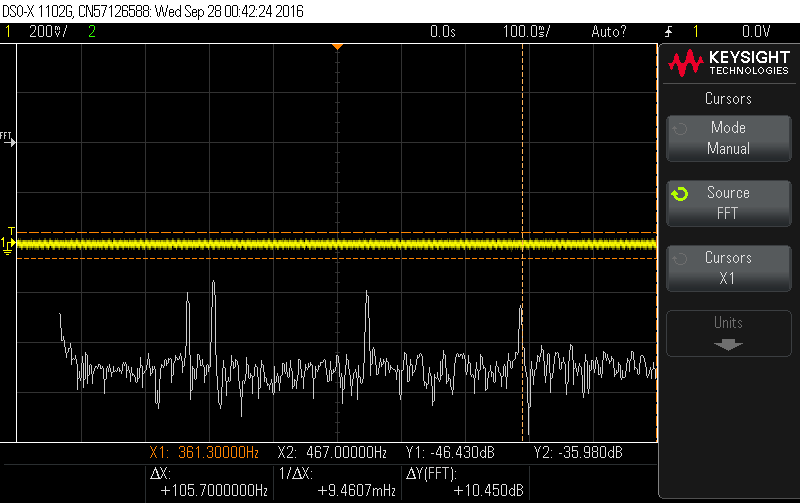 DSO-X 1102G, CN57126588: Wed Sep 28 00:42:24 2016
1 200℧/ 2 0.0s 100.0㎳/ Auto? 1 0.0V
KEYSIGHT
TECHNOLOGIES
Cursors
Mode
Manual
Source
FFT
Cursors
X1
Units
FFT
T
1
X1: 361.30000Hz X2: 467.00000Hz Y1: -46.430dB Y2: -35.980dB
ΔX:
+105.7000000Hz
1/ΔX:
+9.4607mHz
ΔY(FFT):
+10.450dB